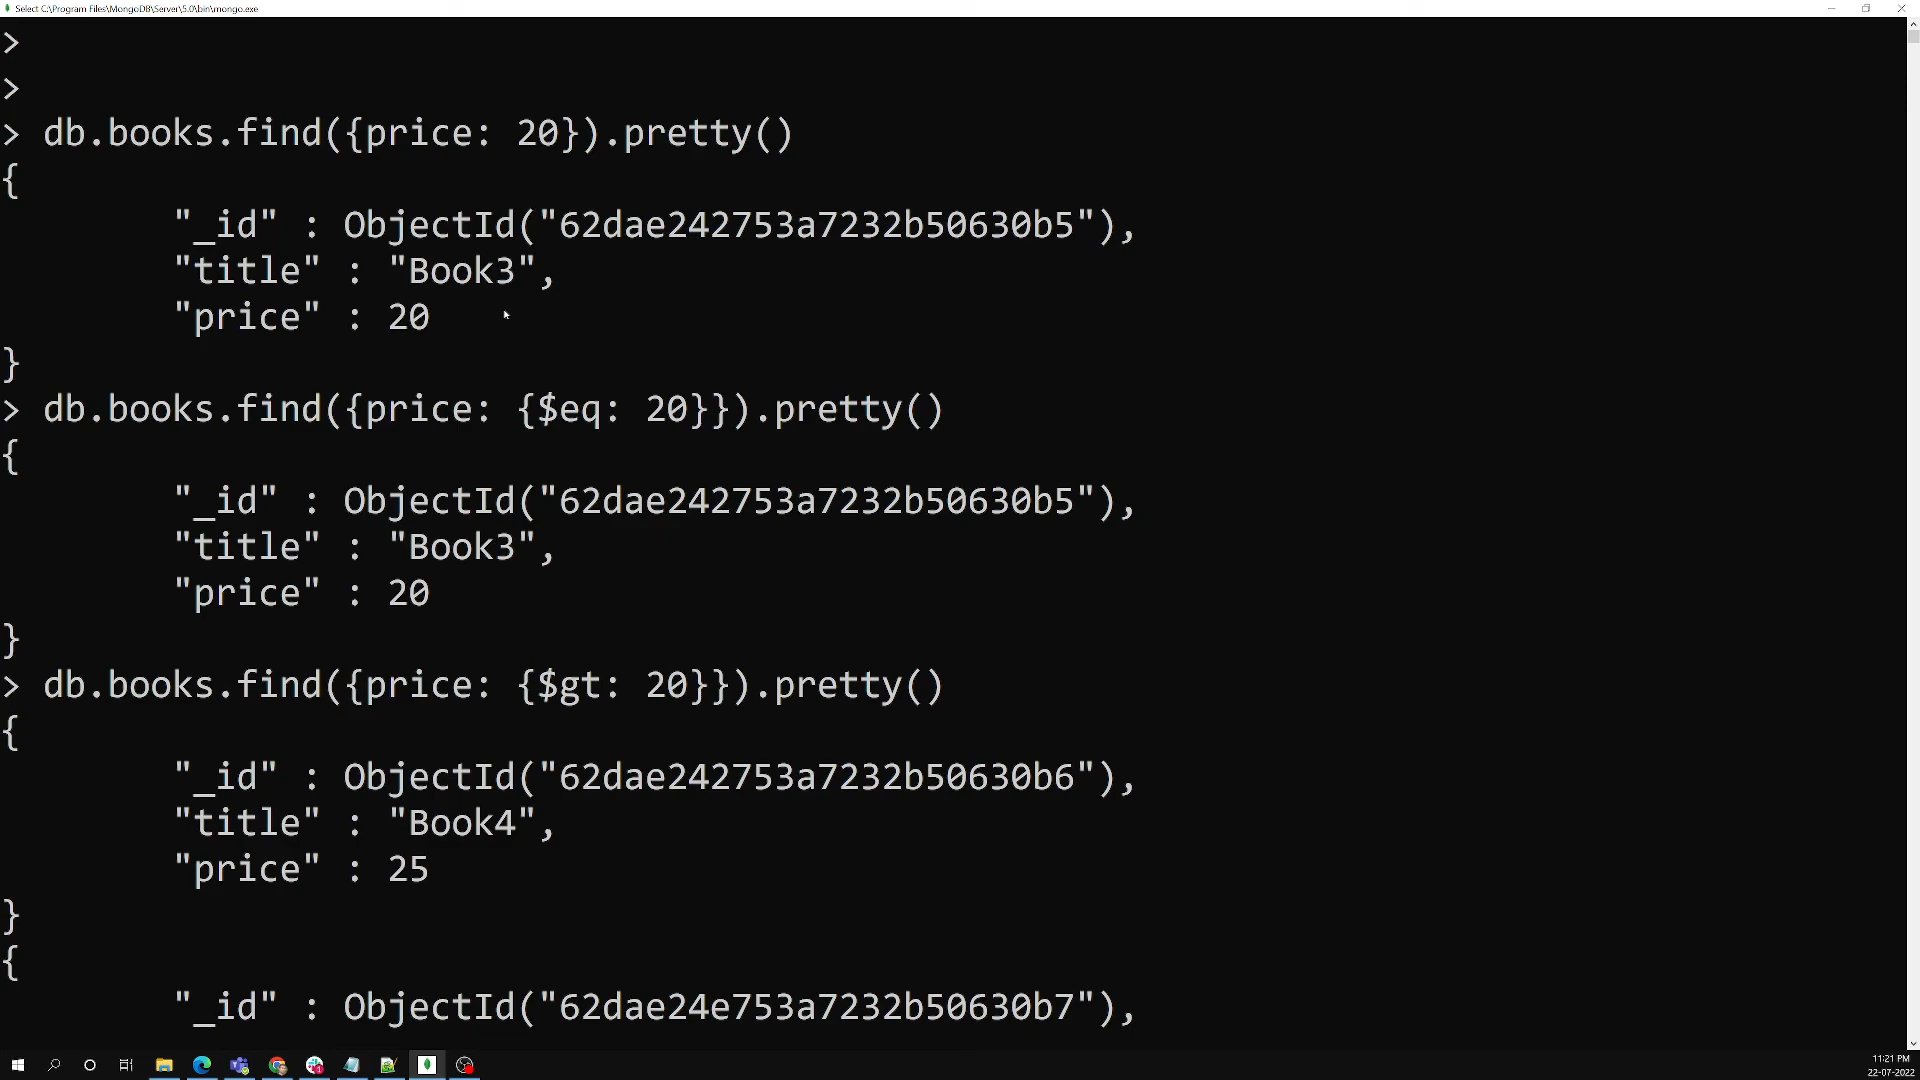 Select C:\Program Files\MongoDB\Server\5.0\bin\mongo.exe
>
>
> db.books.find({price: 20}).pretty()
{
"_id" : ObjectId("62dae242753a7232b50630b5"),
"title" : "Book3",
"price" : 20
}
> db.books.find({price: {$eq: 20}}).pretty()
{
"_id" : ObjectId("62dae242753a7232b50630b5"),
"title" : "Book3",
"price" : 20
}
> db.books.find({price: {$gt: 20}}).pretty()
{
"_id" : ObjectId("62dae242753a7232b50630b6"),
"title" : "Book4",
"price" : 25
}
{
"_id" : ObjectId("62dae24e753a7232b50630b7"),
11:21 PM
22-07-2022